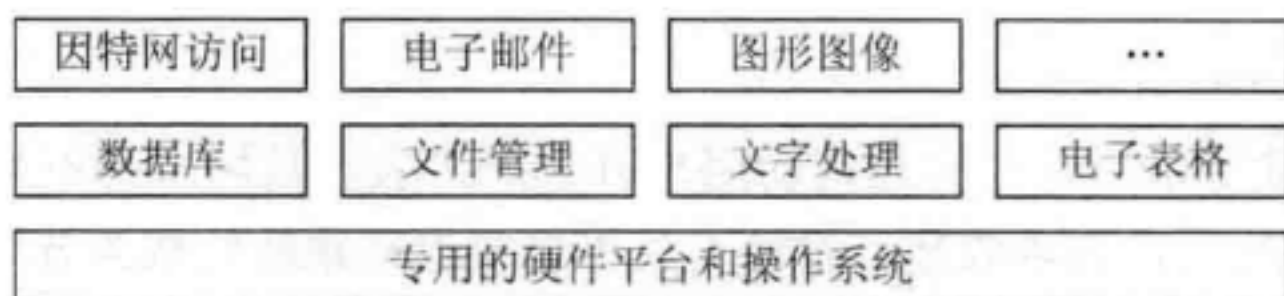 因特网访问 电子邮件 图形图像 …
数据库 文件管理 文字处理 电子表格
专用的硬件平台和操作系统